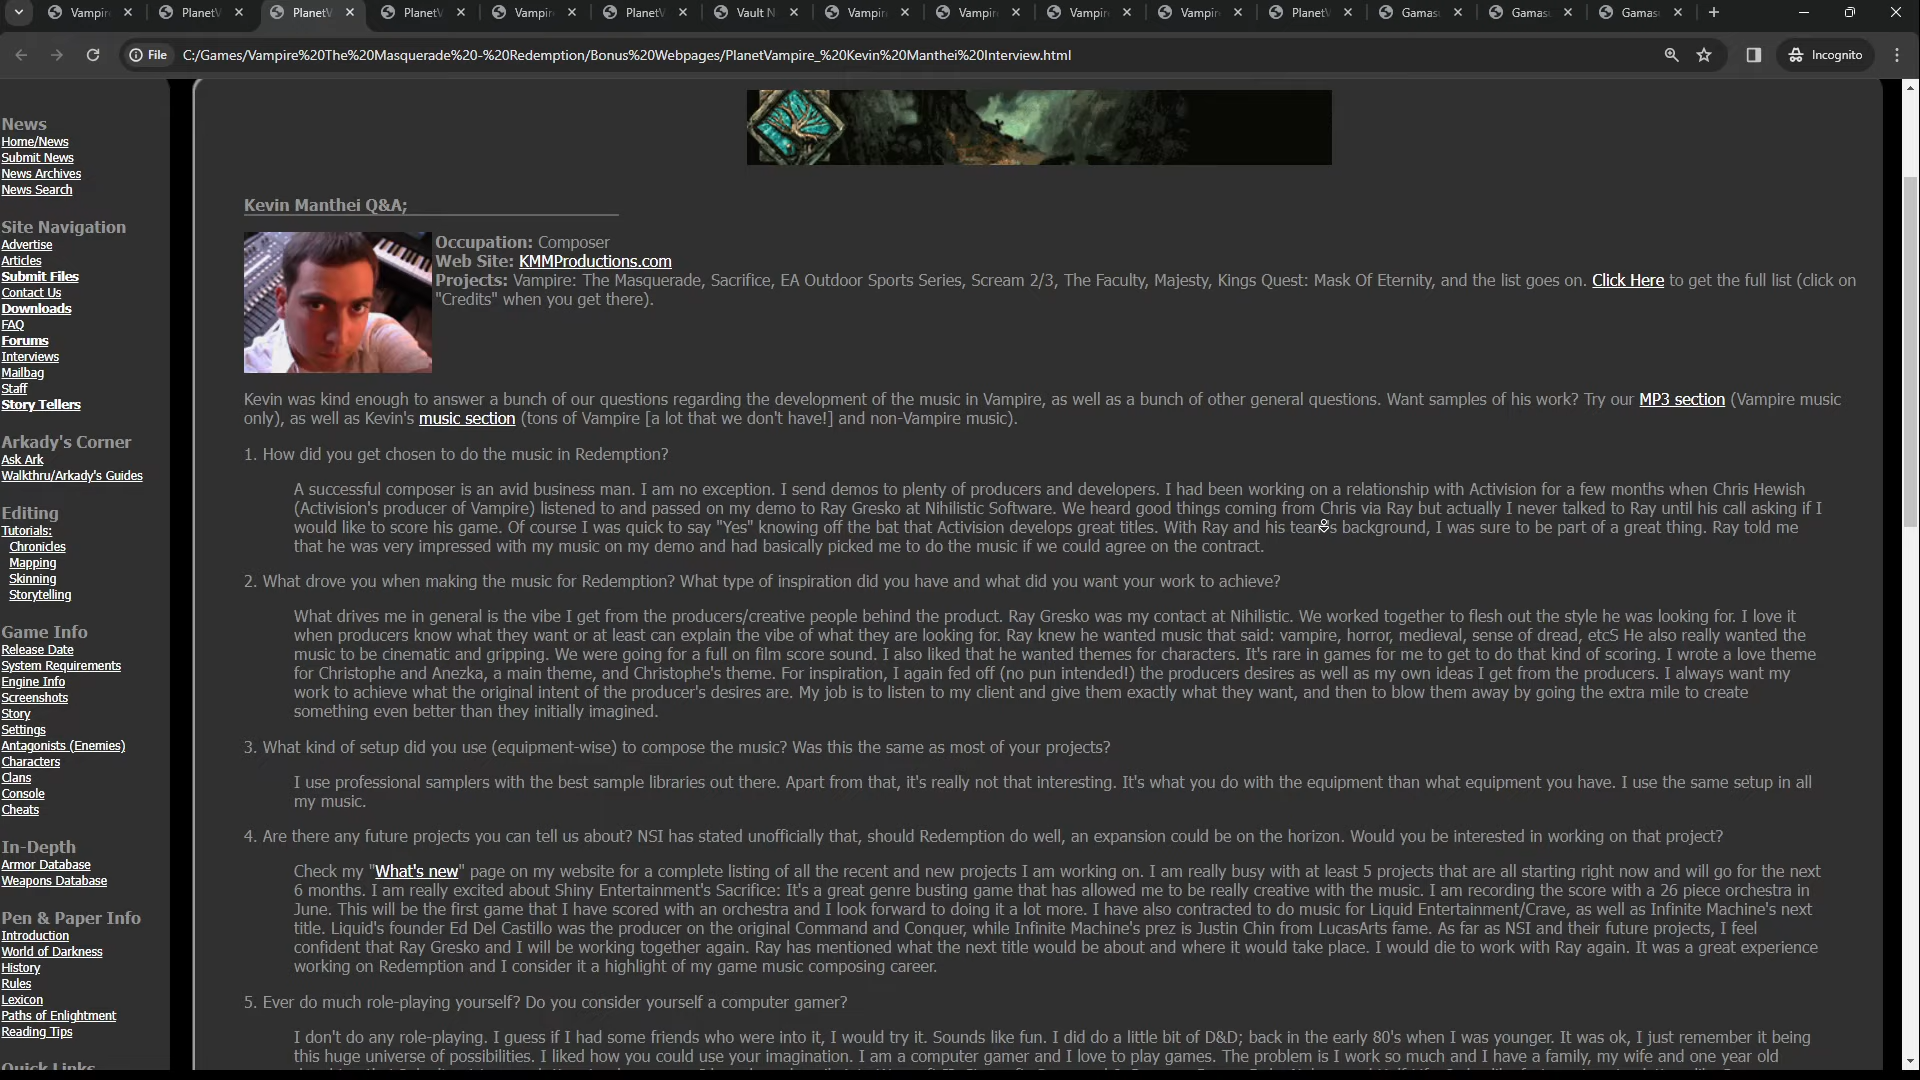 Vampir
PlanetV
PlanetV
PlanetV
Vampir
PlanetV
Vault N
Vampir
Vampir
Vampir
Vampir
PlanetV
Gamas
Gamas
Gamas
File
C:/Games/Vampire%20The%20Masquerade%20-%20Redemption/Bonus%20Webpages/PlanetVampire_%20Kevin%20Manthei%20Interview.html
Incognito
News
Home/News
Submit News
News Archives
News Search
Site Navigation
Advertise
Articles
Submit Files
Contact Us
Downloads
FAQ
Forums
Interviews
Mailbag
Staff
Story Tellers
Arkady's Corner
Ask Ark
Walkthru/Arkady's Guides
Editing
Tutorials:
Chronicles
Mapping
Skinning
Storytelling
Game Info
Release Date
System Requirements
Engine Info
Screenshots
Story
Settings
Antagonists (Enemies)
Characters
Clans
Console
Cheats
In-Depth
Armor Database
Weapons Database
Pen & Paper Info
Introduction
World of Darkness
History
Rules
Lexicon
Paths of Enlightment
Reading Tips
Quick Links
Kevin Manthei Q&A;
Occupation: Composer
Web Site: KMMProductions.com
Projects: Vampire: The Masquerade, Sacrifice, EA Outdoor Sports Series, Scream 2/3, The Faculty, Majesty, Kings Quest: Mask Of Eternity, and the list goes on. Click Here to get the full list (click on
"Credits" when you get there).
Kevin was kind enough to answer a bunch of our questions regarding the development of the music in Vampire, as well as a bunch of other general questions. Want samples of his work? Try our MP3 section (Vampire music
only), as well as Kevin's music section (tons of Vampire [a lot that we don't have!] and non-Vampire music).
1. How did you get chosen to do the music in Redemption?
A successful composer is an avid business man. I am no exception. I send demos to plenty of producers and developers. I had been working on a relationship with Activision for a few months when Chris Hewish
(Activision's producer of Vampire) listened to and passed on my demo to Ray Gresko at Nihilistic Software. We heard good things coming from Chris via Ray but actually I never talked to Ray until his call asking if I
would like to score his game. Of course I was quick to say "Yes" knowing off the bat that Activision develops great titles. With Ray and his team's background, I was sure to be part of a great thing. Ray told me
that he was very impressed with my music on my demo and had basically picked me to do the music if we could agree on the contract.
2. What drove you when making the music for Redemption? What type of inspiration did you have and what did you want your work to achieve?
What drives me in general is the vibe I get from the producers/creative people behind the product. Ray Gresko was my contact at Nihilistic. We worked together to flesh out the style he was looking for. I love it
when producers know what they want or at least can explain the vibe of what they are looking for. Ray knew he wanted music that said: vampire, horror, medieval, sense of dread, etcS He also really wanted the
music to be cinematic and gripping. We were going for a full on film score sound. I also liked that he wanted themes for characters. It's rare in games for me to get to do that kind of scoring. I wrote a love theme
for Christophe and Anezka, a main theme, and Christophe's theme. For inspiration, I again fed off (no pun intended!) the producers desires as well as my own ideas I get from the producers. I always want my
work to achieve what the original intent of the producer's desires are. My job is to listen to my client and give them exactly what they want, and then to blow them away by going the extra mile to create
something even better than they initially imagined.
3. What kind of setup did you use (equipment-wise) to compose the music? Was this the same as most of your projects?
I use professional samplers with the best sample libraries out there. Apart from that, it's really not that interesting. It's what you do with the equipment than what equipment you have. I use the same setup in all
my music.
4. Are there any future projects you can tell us about? NSI has stated unofficially that, should Redemption do well, an expansion could be on the horizon. Would you be interested in working on that project?
Check my "What's new" page on my website for a complete listing of all the recent and new projects I am working on. I am really busy with at least 5 projects that are all starting right now and will go for the next
6 months. I am really excited about Shiny Entertainment's Sacrifice: It's a great genre busting game that has allowed me to be really creative with the music. I am recording the score with a 26 piece orchestra in
June. This will be the first game that I have scored with an orchestra and I look forward to doing it a lot more. I have also contracted to do music for Liquid Entertainment/Crave, as well as Infinite Machine's next
title. Liquid's founder Ed Del Castillo was the producer on the original Command and Conquer, while Infinite Machine's prez is Justin Chin from LucasArts fame. As far as NSI and their future projects, I feel
confident that Ray Gresko and I will be working together again. Ray has mentioned what the next title would be about and where it would take place. I would die to work with Ray again. It was a great experience
working on Redemption and I consider it a highlight of my game music composing career.
5. Ever do much role-playing yourself? Do you consider yourself a computer gamer?
I don't do any role-playing. I guess if I had some friends who were into it, I would try it. Sounds like fun. I did do a little bit of D&D; back in the early 80's when I was younger. It was ok, I just remember it being
this huge universe of possibilities. I liked how you could use your imagination. I am a computer gamer and I love to play games. The problem is I work so much and I have a family, my wife and one year old